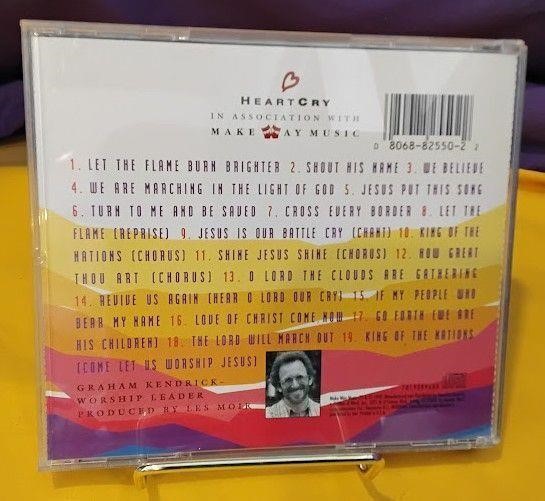 HEARTCRY
IN ASSOCIATION WITH
MAKE WAY MUSIC
0 8068-82550-2 2
1. LET THE FLAME BURN BRIGHTER 2. SHOUT HIS NAME 3. WE BELIEVE
4. WE ARE MARCHING IN THE LIGHT OF GOD 5. JESUS PUT THIS SONG
6. TURN TO ME AND BE SAVED 7. CROSS EVERY BORDER 8. LET THE
FLAME (REPRISE) 9. JESUS IS OUR BATTLE CRY (CHANT) 10. KING OF THE
NATIONS (CHORUS) 11. SHINE JESUS SHINE (CHORUS) 12. HOW GREAT
THOU ART (CHORUS) 13. O LORD THE CLOUDS ARE GATHERING
14. REVIVE US AGAIN (HEAR O LORD OUR CRY) 15. IF MY PEOPLE WHO
BEAR MY NAME 16. LOVE OF CHRIST COME NOW 17. GO FORTH (WE ARE
HIS CHILDREN) 18. THE LORD WILL MARCH OUT 19. KING OF THE NATIONS
(COME LET US WORSHIP JESUS)
GRAHAM KENDRICK-
WORSHIP LEADER
PRODUCED BY LES MOIR